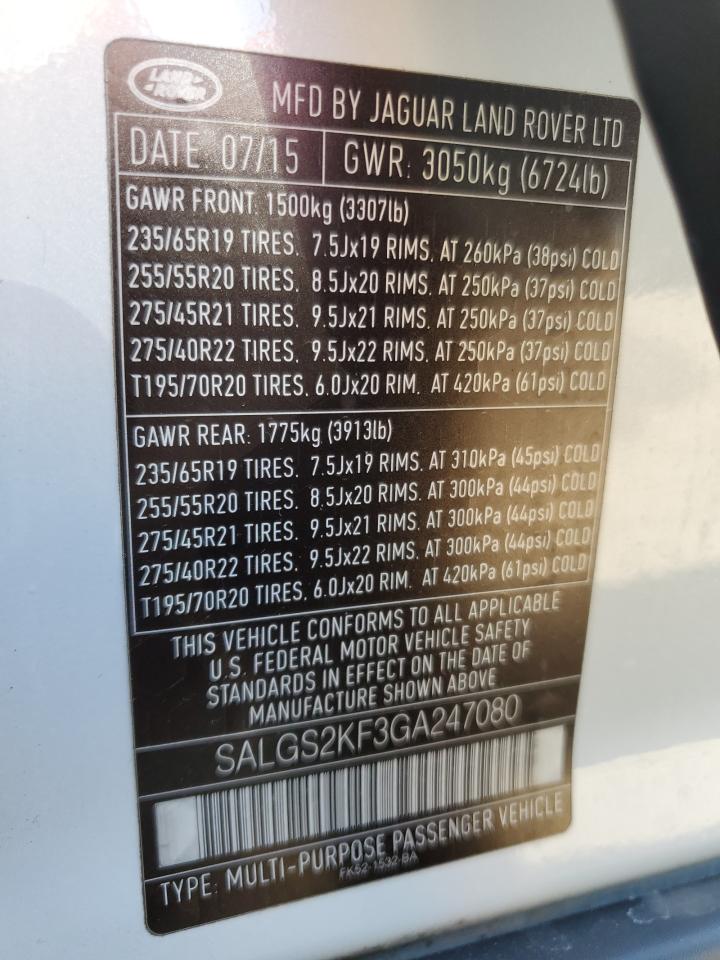 LAND
ROVER
MFD BY JAGUAR LAND ROVER LTD
DATE: 07/15 GWR: 3050kg (6724lb)
GAWR FRONT: 1500kg (3307lb)
235/65R19 TIRES, 7.5Jx19 RIMS, AT 260kPa (38psi) COLD
255/55R20 TIRES, 8.5Jx20 RIMS, AT 250kPa (37psi) COLD
275/45R21 TIRES, 9.5Jx21 RIMS, AT 250kPa (37psi) COLD
275/40R22 TIRES, 9.5Jx22 RIMS, AT 250kPa (37psi) COLD
T195/70R20 TIRES, 6.0Jx20 RIM, AT 420kPa (61psi) COLD
GAWR REAR: 1775kg (3913lb)
235/65R19 TIRES, 7.5Jx19 RIMS, AT 310kPa (45psi) COLD
255/55R20 TIRES, 8.5Jx20 RIMS, AT 300kPa (44psi) COLD
275/45R21 TIRES, 9.5Jx21 RIMS, AT 300kPa (44psi) COLD
275/40R22 TIRES, 9.5Jx22 RIMS, AT 300kPa (44psi) COLD
T195/70R20 TIRES, 6.0Jx20 RIM, AT 420kPa (61psi) COLD
THIS VEHICLE CONFORMS TO ALL APPLICABLE
U.S. FEDERAL MOTOR VEHICLE SAFETY
STANDARDS IN EFFECT ON THE DATE OF
MANUFACTURE SHOWN ABOVE
SALGS2KF3GA247080
TYPE: MULTI-PURPOSE PASSENGER VEHICLE
FK52-1532-BA